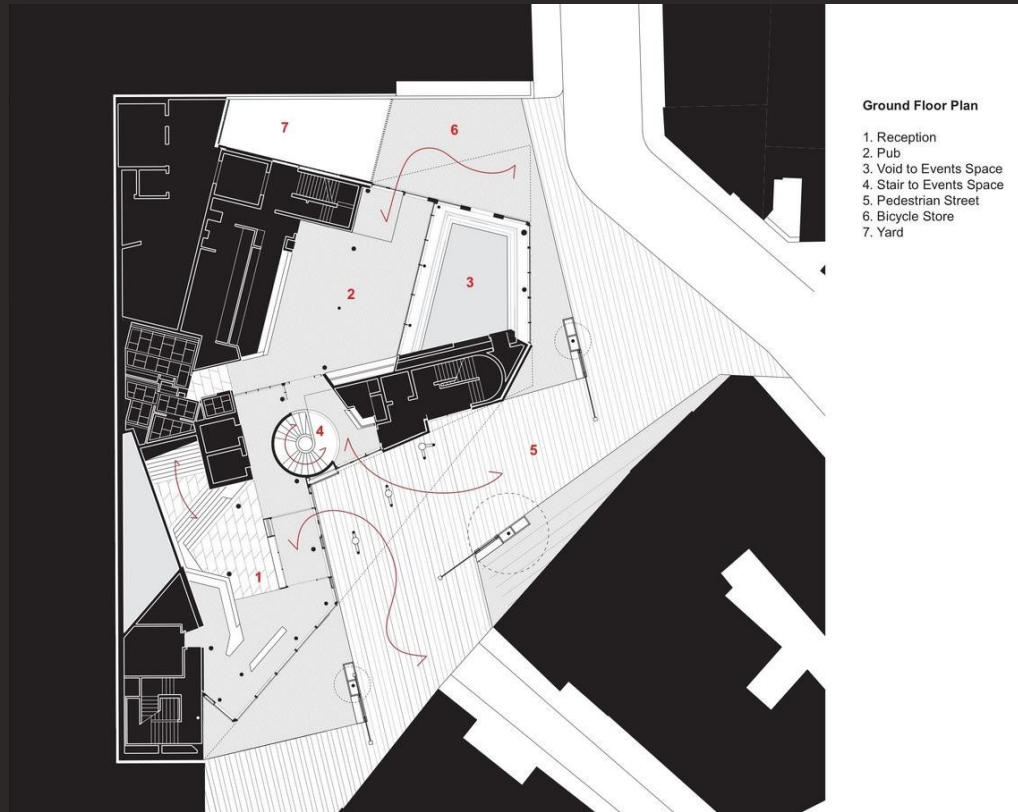 Ground Floor Plan
1. Reception
2. Pub
3. Void to Events Space
4. Stair to Events Space
5. Pedestrian Street
6. Bicycle Store
7. Yard
7
6
3
2
4
5
1